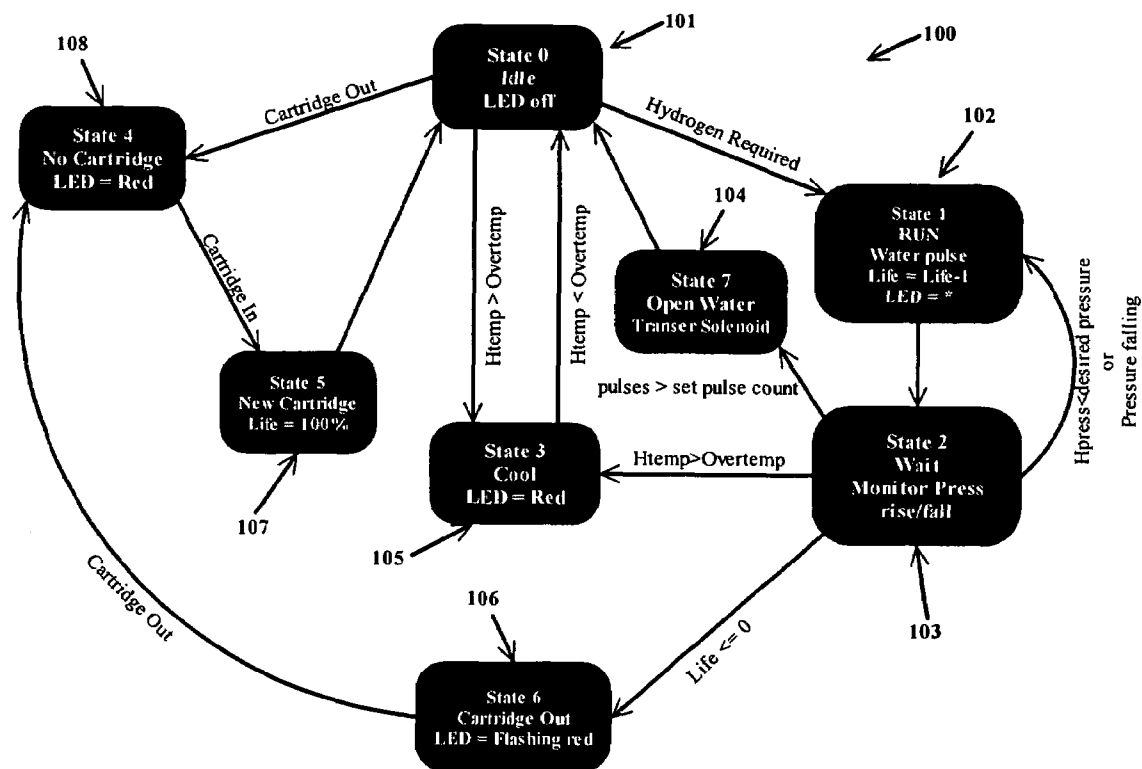 101
100
108
State 0
Idle
LED off
Cartridge Out
State 4
No Cartridge
LED = Red
Hydrogen Required
102
104
State 1
RUN
Water pulse
Life = Life-1
LED = *
Cartridge In
Htemp > Overtemp
Htemp < Overtemp
State 7
Open Water
Transer Solenoid
Hpress<desired pressure
or
Pressure falling
State 5
New Cartridge
Life = 100%
pulses > set pulse count
107
State 3
Cool
LED = Red
105
Htemp>Overtemp
State 2
Wait
Monitor Press
rise/fall
103
Cartridge Out
106
Life <= 0
State 6
Cartridge Out
LED = Flashing red